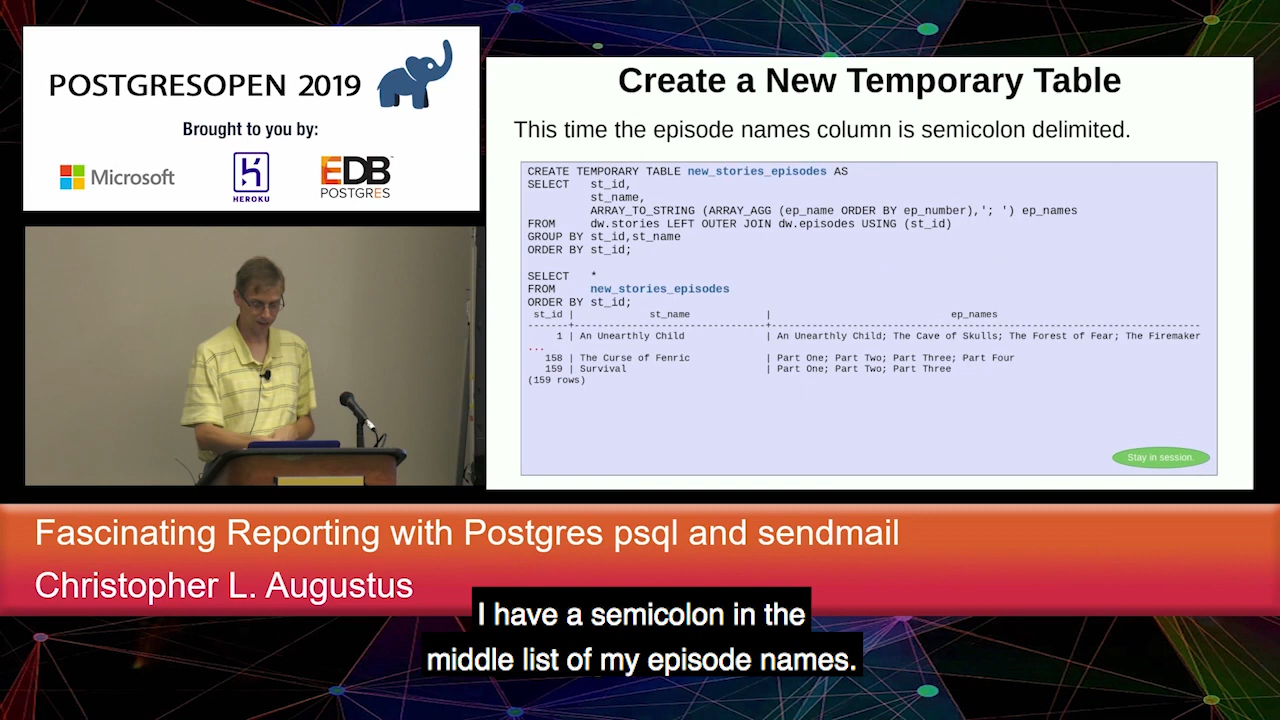 POSTGRESOPEN 2019
Brought to you by:
Microsoft
HEROKU
EDB
POSTGRES
Create a New Temporary Table
This time the episode names column is semicolon delimited.
CREATE TEMPORARY TABLE new_stories_episodes AS
SELECT st_id,
st_name,
ARRAY_TO_STRING (ARRAY_AGG (ep_name ORDER BY ep_number),'; ') ep_names
FROM dw.stories LEFT OUTER JOIN dw.episodes USING (st_id)
GROUP BY st_id,st_name
ORDER BY st_id;
SELECT *
FROM new_stories_episodes
ORDER BY st_id;
st_id | st_name | ep_names
-------+--------------------------------+--------------------------------------------------------------------------
1 | An Unearthly Child | An Unearthly Child; The Cave of Skulls; The Forest of Fear; The Firemaker
...
158 | The Curse of Fenric | Part One; Part Two; Part Three; Part Four
159 | Survival | Part One; Part Two; Part Three
(159 rows)
Stay in session.
Fascinating Reporting with Postgres psql and sendmail
Christopher L. Augustus
I have a semicolon in the
middle list of my episode names.